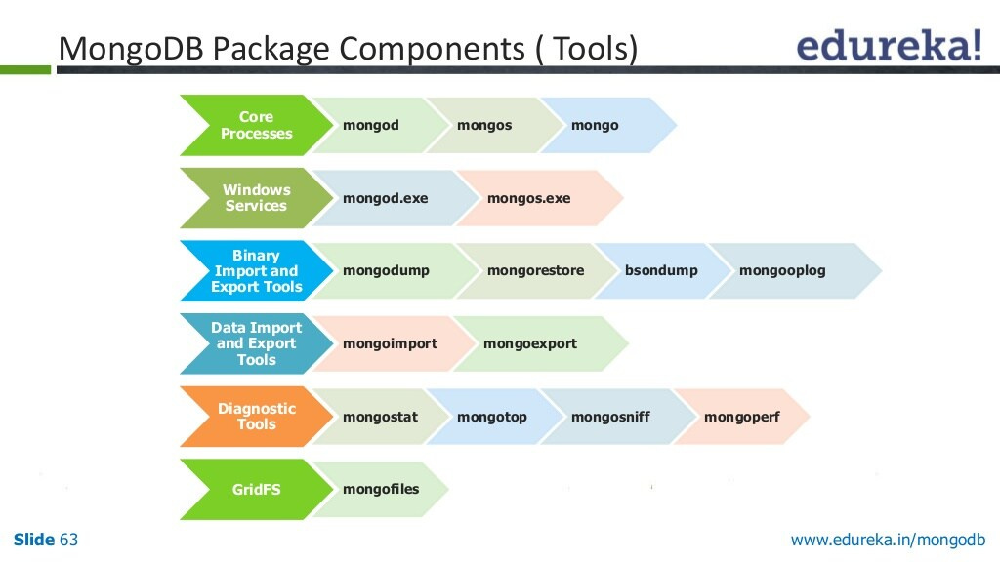 MongoDB Package Components ( Tools)
edureka!
Core
Processes
mongod
mongos
mongo
Windows
Services
mongod.exe
mongos.exe
Binary
Import and
Export Tools
mongodump
mongorestore
bsondump
mongooplog
Data Import
and Export
Tools
mongoimport
mongoexport
Diagnostic
Tools
mongostat
mongotop
mongosniff
mongoperf
GridFS
mongofiles
Slide 63
www.edureka.in/mongodb